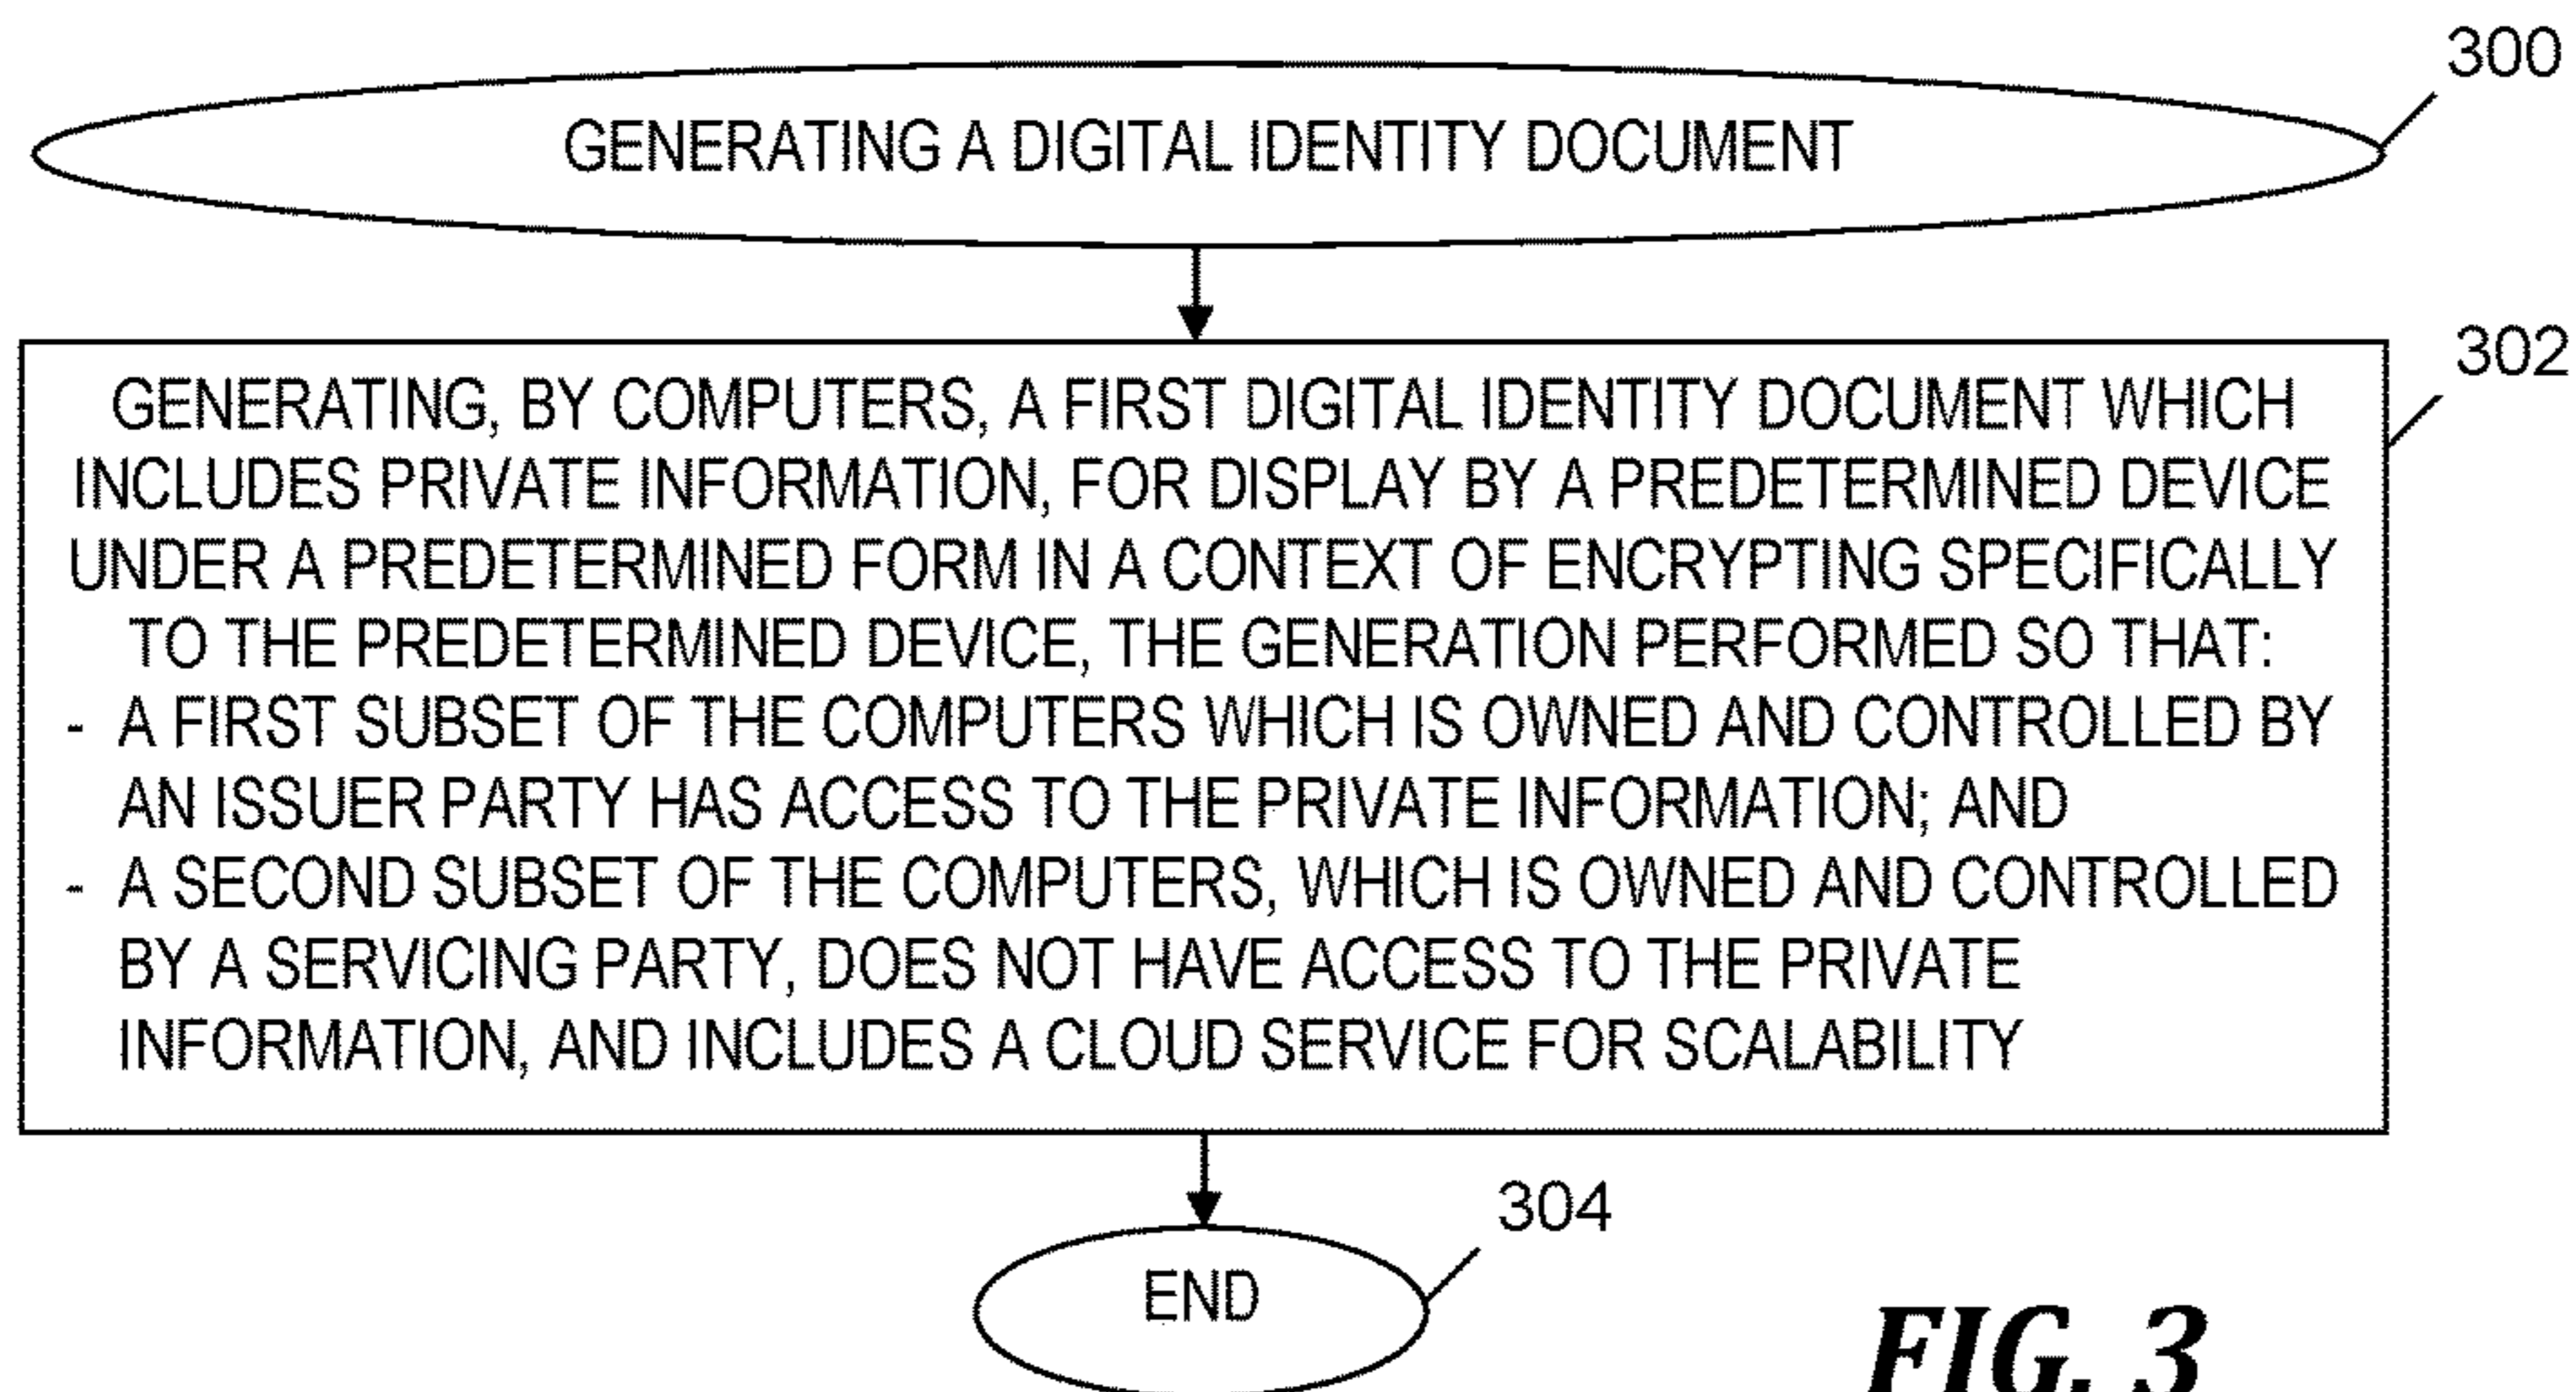 300
GENERATING A DIGITAL IDENTITY DOCUMENT
302
GENERATING, BY COMPUTERS, A FIRST DIGITAL IDENTITY DOCUMENT WHICH
INCLUDES PRIVATE INFORMATION, FOR DISPLAY BY A PREDETERMINED DEVICE
UNDER A PREDETERMINED FORM IN A CONTEXT OF ENCRYPTING SPECIFICALLY
TO THE PREDETERMINED DEVICE, THE GENERATION PERFORMED SO THAT:
- A FIRST SUBSET OF THE COMPUTERS WHICH IS OWNED AND CONTROLLED BY
AN ISSUER PARTY HAS ACCESS TO THE PRIVATE INFORMATION; AND
- A SECOND SUBSET OF THE COMPUTERS, WHICH IS OWNED AND CONTROLLED
BY A SERVICING PARTY, DOES NOT HAVE ACCESS TO THE PRIVATE
INFORMATION, AND INCLUDES A CLOUD SERVICE FOR SCALABILITY
304
END
FIG. 3